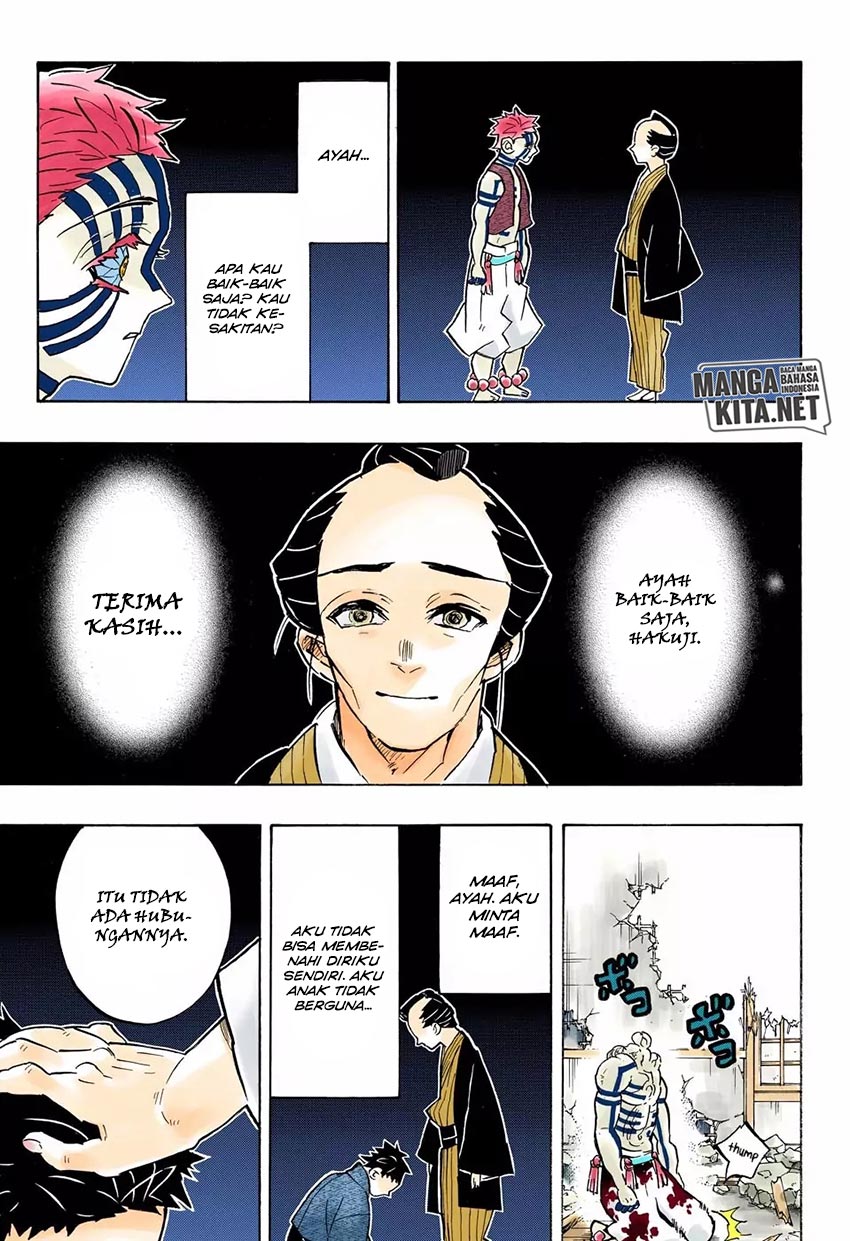 AYAH...
APA KAU
BAIK-BAIK
SAJA? KAU
TIDAK KE-
SAKITAN?
MANGA
KITA.NET
BACA MANGA
BAHASA
INDONESIA
AYAH
BAIK-BAIK
SAJA,
HAKUJI.
TERIMA
KASIH...
ボコ
ボコ
thump
MAAF,
AYAH. AKU
MINTA
MAAF.
AKU TIDAK
BISA MEMBE-
NAHI DIRIKU
SENDIRI. AKU
ANAK TIDAK
BERGUNA...
ITU TIDAK
ADA HUBU-
NGANNYA.